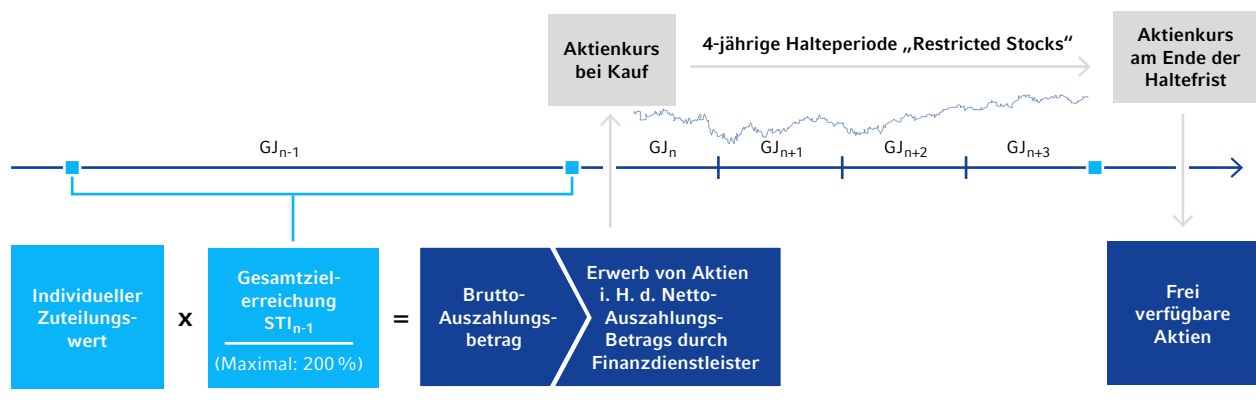 Aktienkurs
bei Kauf
4-jährige Halteperiode „Restricted Stocks“
Aktienkurs
am Ende der
Haltefrist
GJn-1
GJn
GJn+1
GJn+2
GJn+3
Individueller
Zuteilungs-
wert
x
Gesamtziel-
erreichung
STIn-1
(Maximal: 200 %)
=
Brutto-
Auszahlungs-
betrag
Erwerb von Aktien
i. H. d. Netto-
Auszahlungs-
Betrags durch
Finanzdienstleister
Frei
verfügbare
Aktien